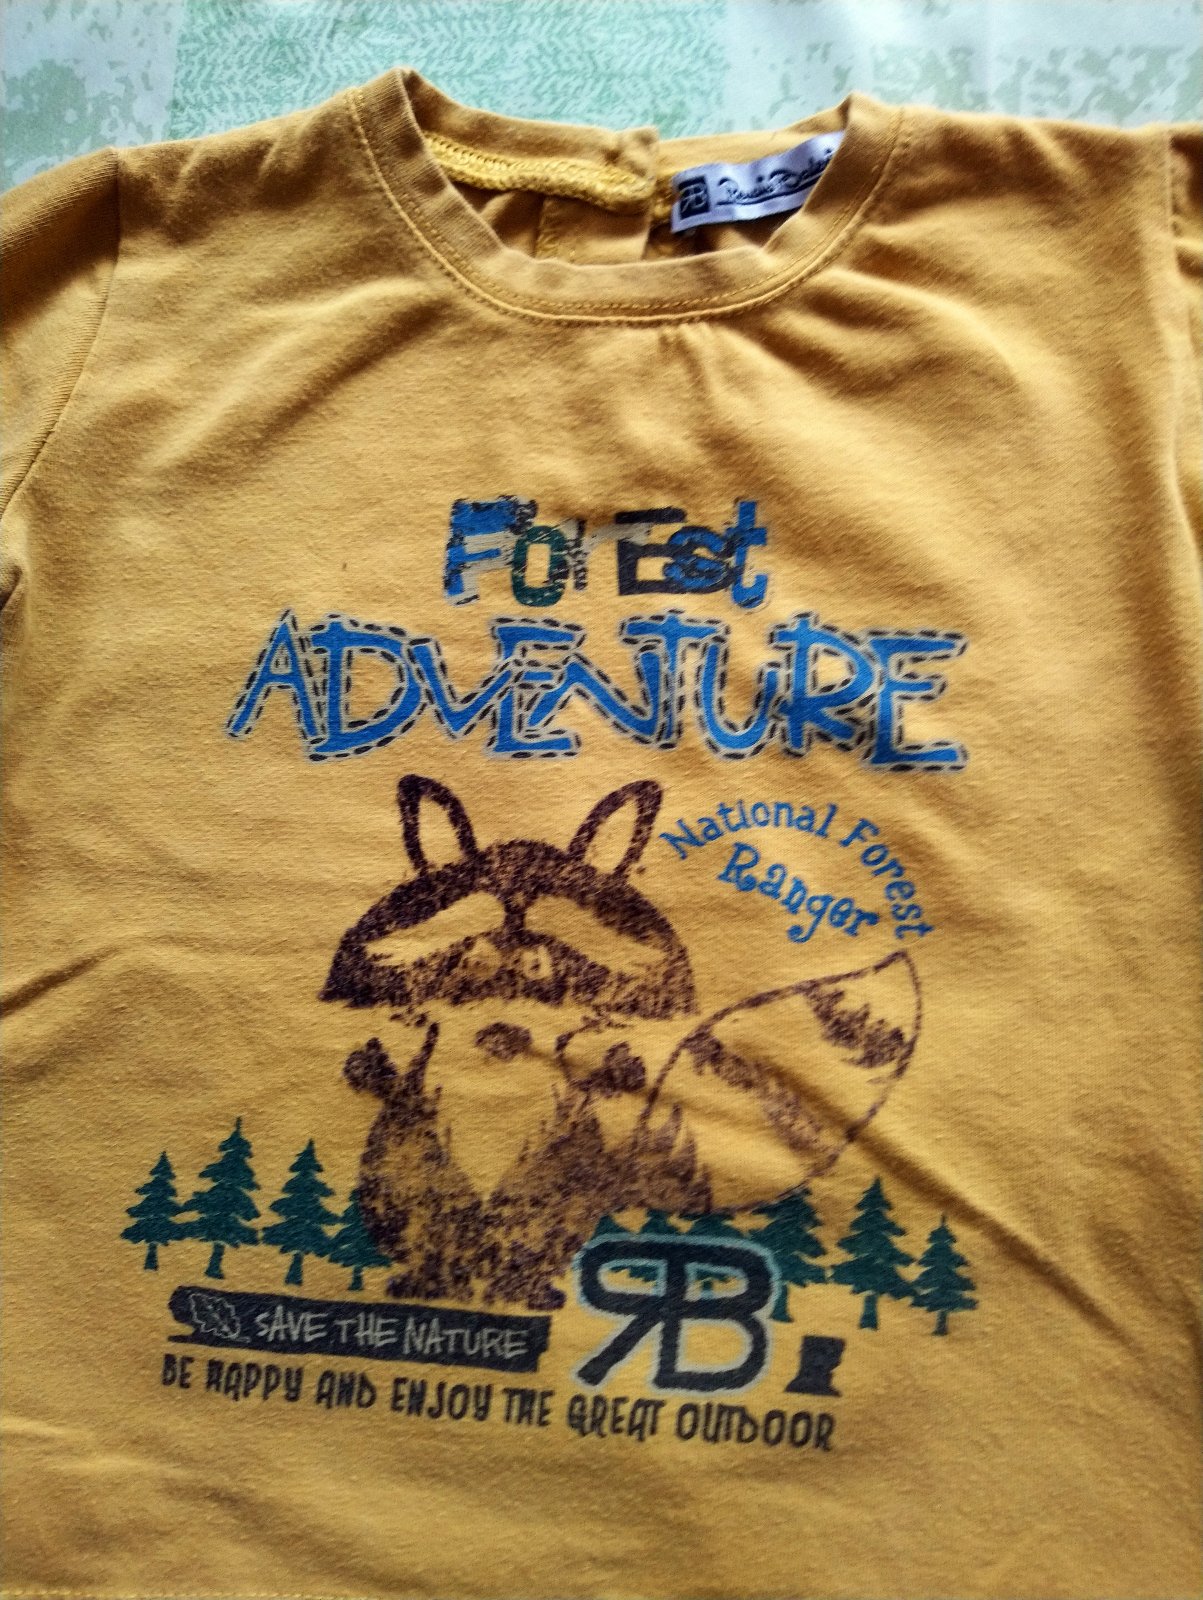 ForEst
ADVENTURE
National Forest
Ranger
SAVE THE NATURE
RB
BE HAPPY AND ENJOY THE GREAT OUTDOOR